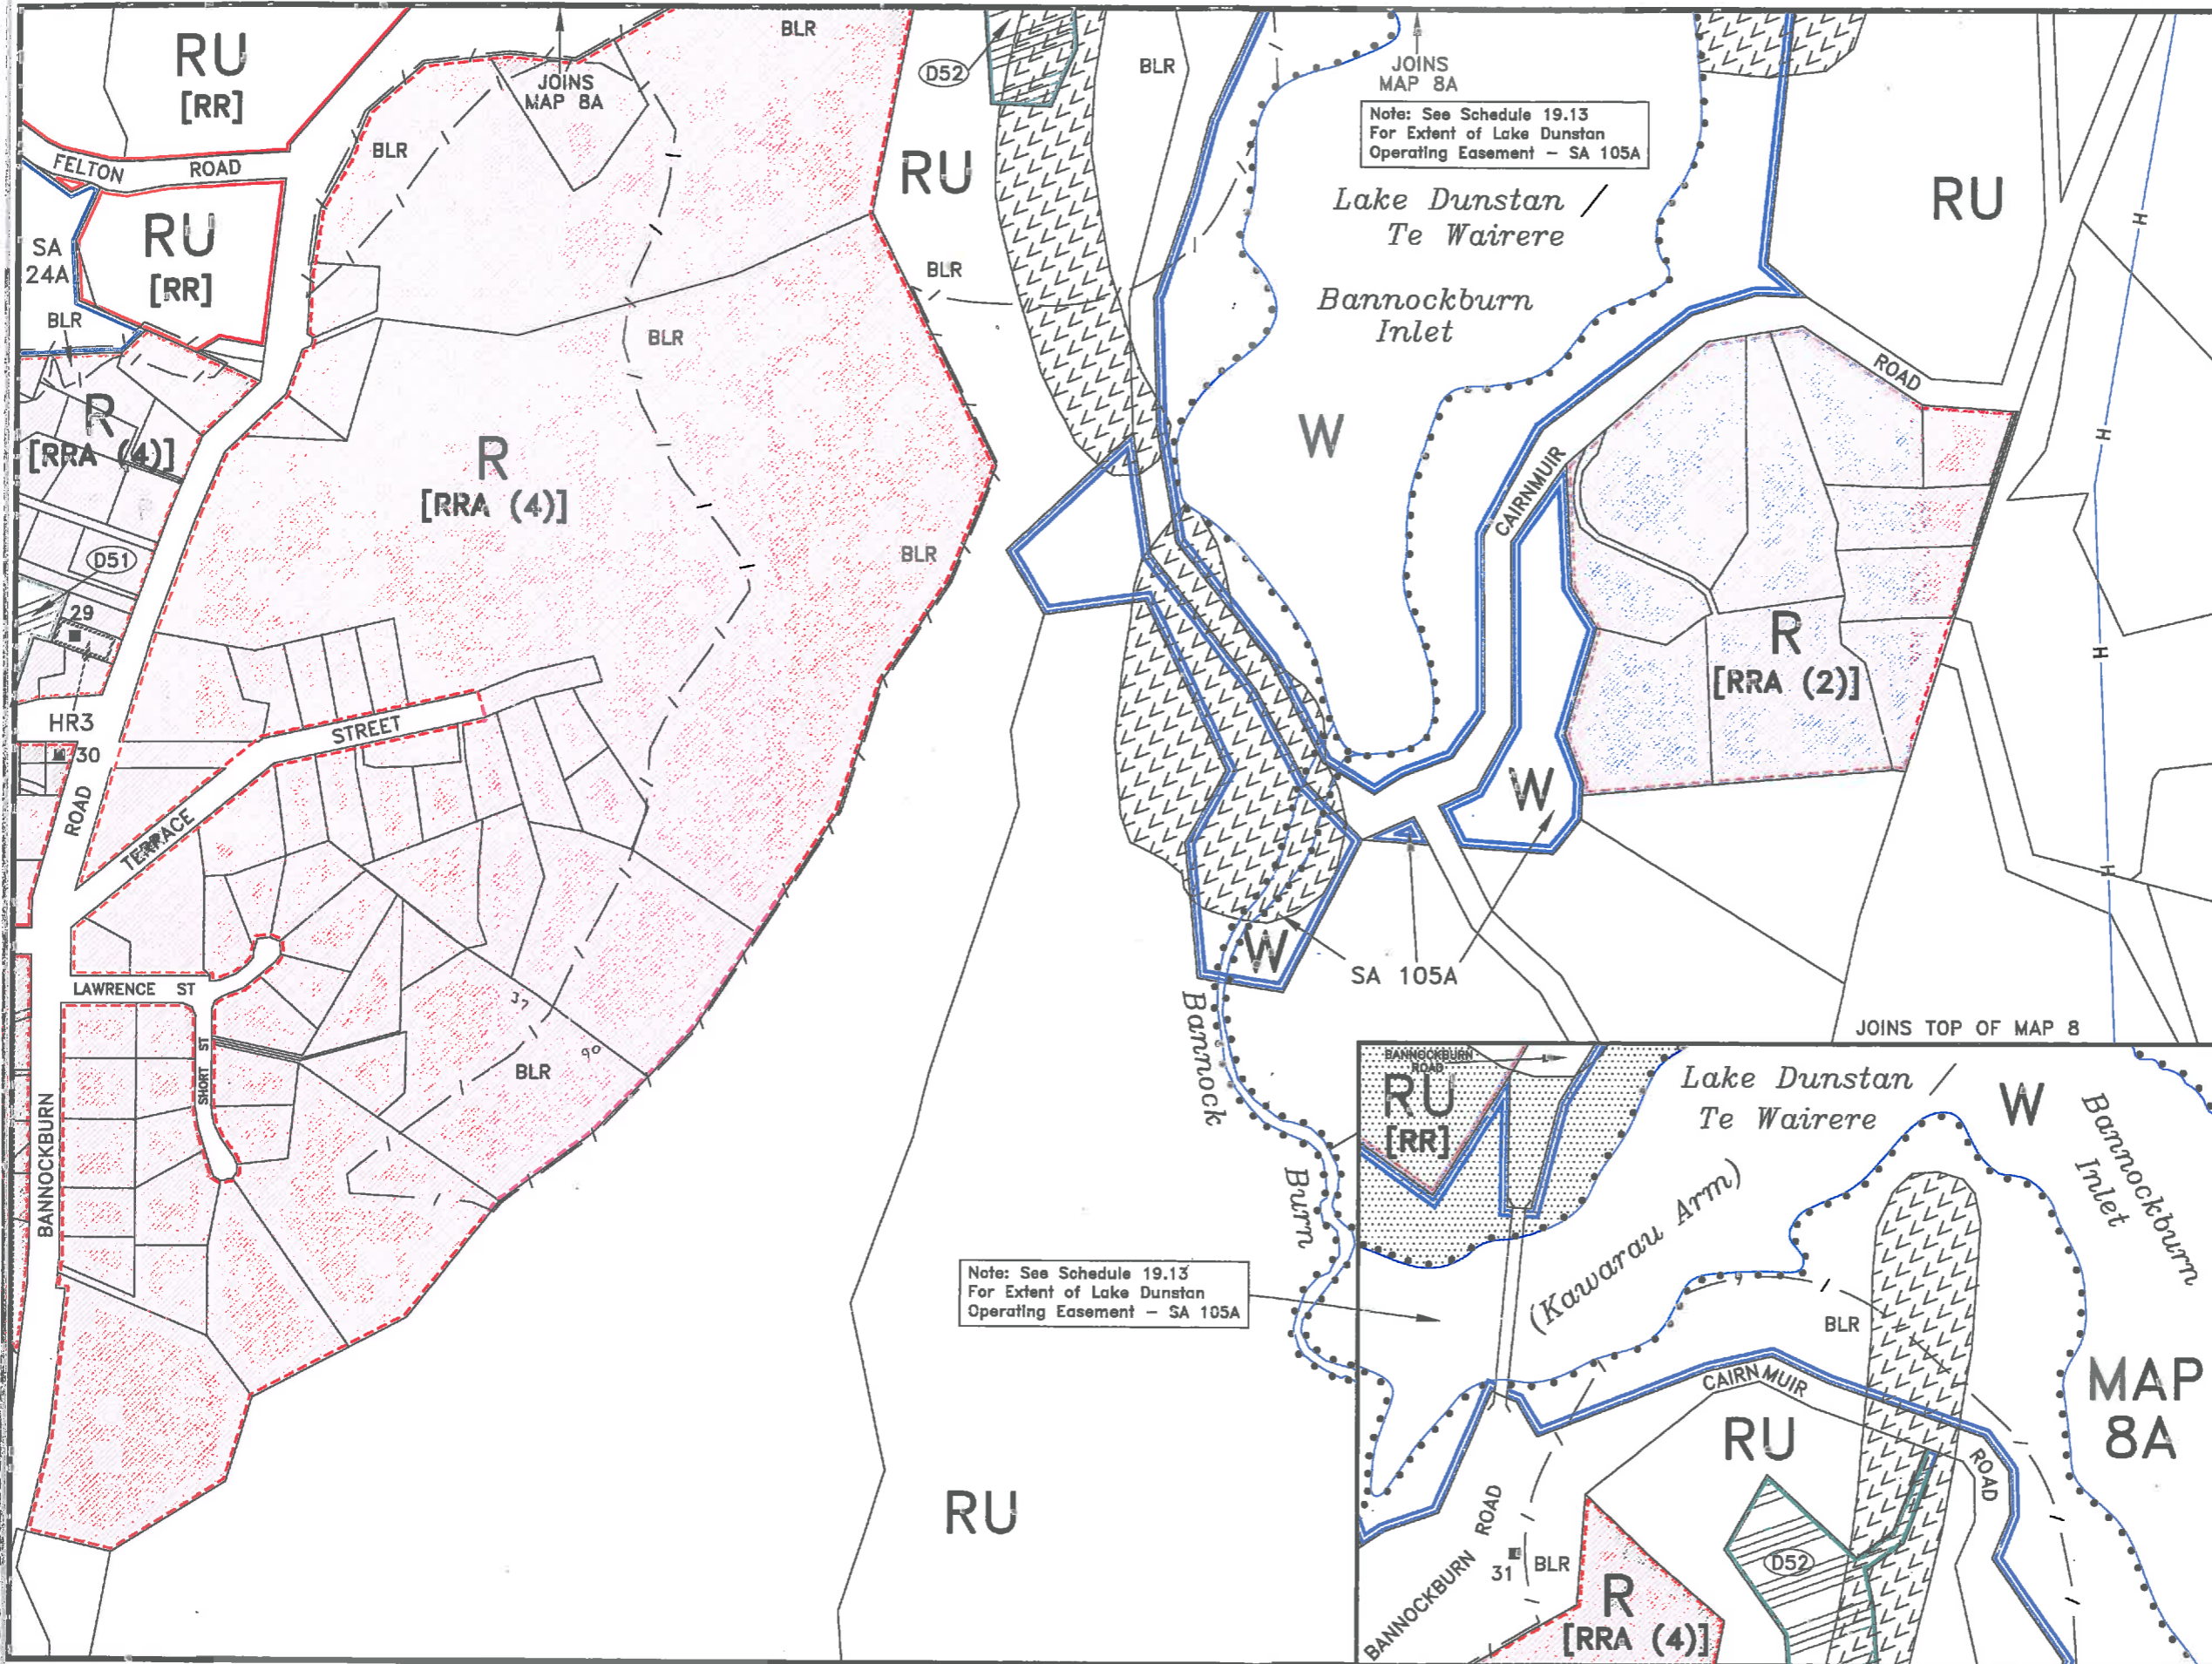 RU
[RR]
FELTON ROAD
RU
[RR]
SA
24A
BLR
R
[RRA (4)]
D51
29
HR3
30
ROAD
JOINS
MAP 8A
BLR
BLR
BLR
R
[RRA (4)]
BLR
TERRACE STREET
LAWRENCE ST
SHORT ST
37
90
BLR
BANNOCKBURN
D52
RU
BLR
BLR
JOINS
MAP 8A
Note: See Schedule 19.13
For Extent of Lake Dunstan
Operating Easement – SA 105A
Lake Dunstan /
Te Wairere
Bannockburn
Inlet
W
RU
H
H
H
H
CAIRNMUIR
ROAD
R
[RRA (2)]
W
W
SA 105A
Bannock
Burn
Note: See Schedule 19.13
For Extent of Lake Dunstan
Operating Easement – SA 105A
RU
JOINS TOP OF MAP 8
BANNOCKBURN
ROAD
RU
[RR]
Lake Dunstan /
Te Wairere
W
Bannockburn
Inlet
(Kawarau Arm)
BLR
CAIRNMUIR
ROAD
MAP
8A
RU
BANNOCKBURN ROAD
31
BLR
D52
R
[RRA (4)]